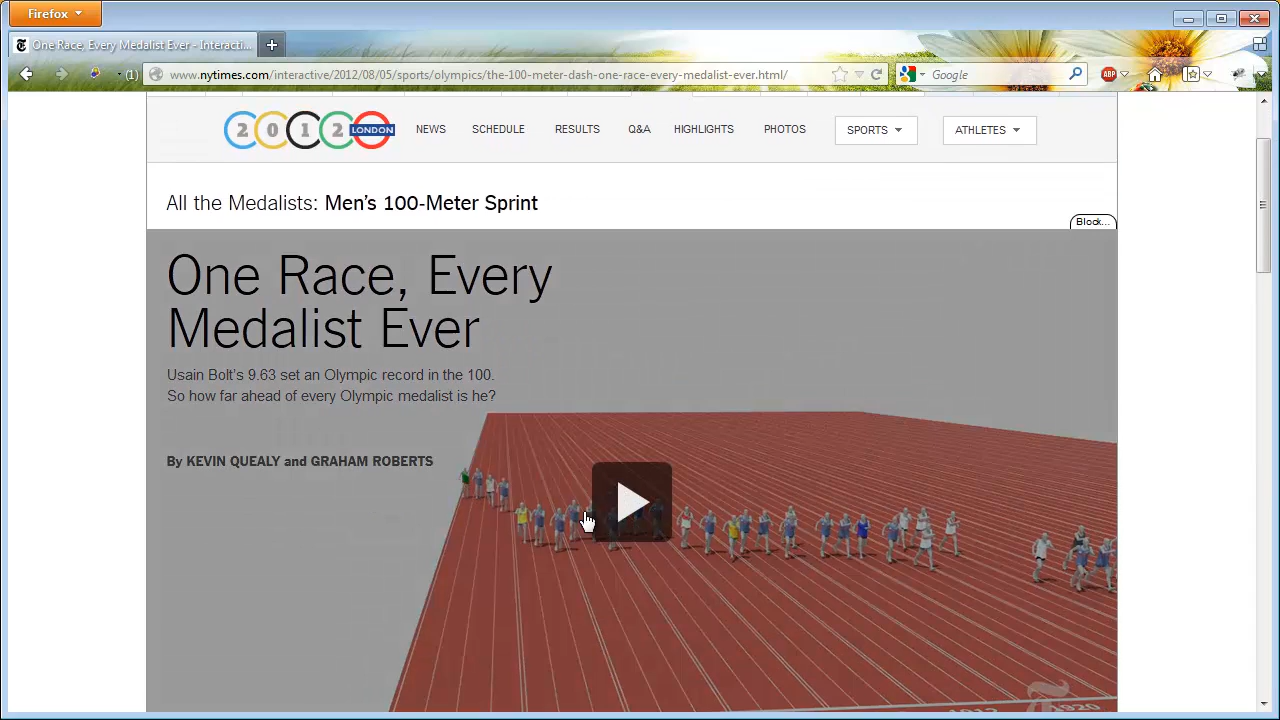 Firefox
One Race, Every Medalist Ever - Interacti...
(1)
www.nytimes.com/interactive/2012/08/05/sports/olympics/the-100-meter-dash-one-race-every-medalist-ever.html/
Google
ABP
2012 LONDON
NEWS
SCHEDULE
RESULTS
Q&A
HIGHLIGHTS
PHOTOS
SPORTS
ATHLETES
All the Medalists: Men's 100-Meter Sprint
Block...
One Race, Every
Medalist Ever
Usain Bolt's 9.63 set an Olympic record in the 100.
So how far ahead of every Olympic medalist is he?
By KEVIN QUEALY and GRAHAM ROBERTS
1920